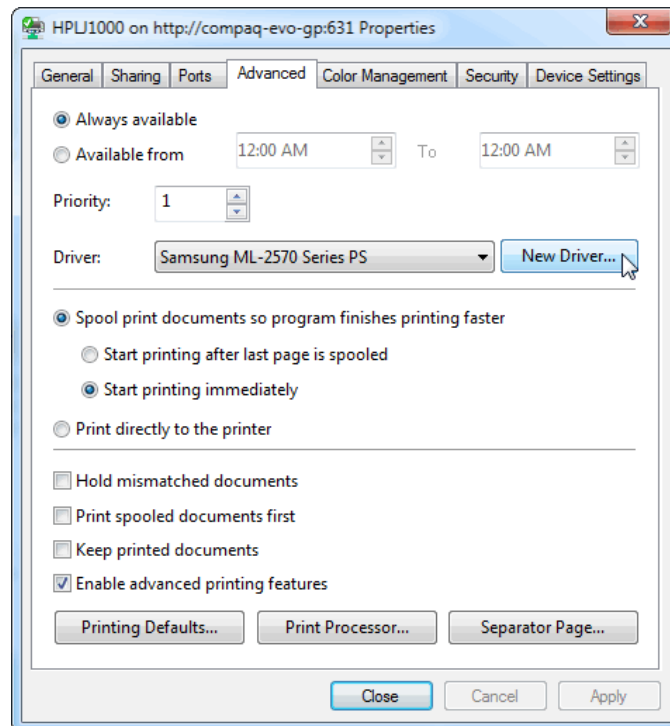 HPLJ1000 on http://compaq-evo-gp:631 Properties
General Sharing Ports Advanced Color Management Security Device Settings
Always available
Available from 12:00 AM To 12:00 AM
Priority: 1
Driver: Samsung ML-2570 Series PS New Driver...
Spool print documents so program finishes printing faster
Start printing after last page is spooled
Start printing immediately
Print directly to the printer
Hold mismatched documents
Print spooled documents first
Keep printed documents
Enable advanced printing features
Printing Defaults... Print Processor... Separator Page...
Close Cancel Apply